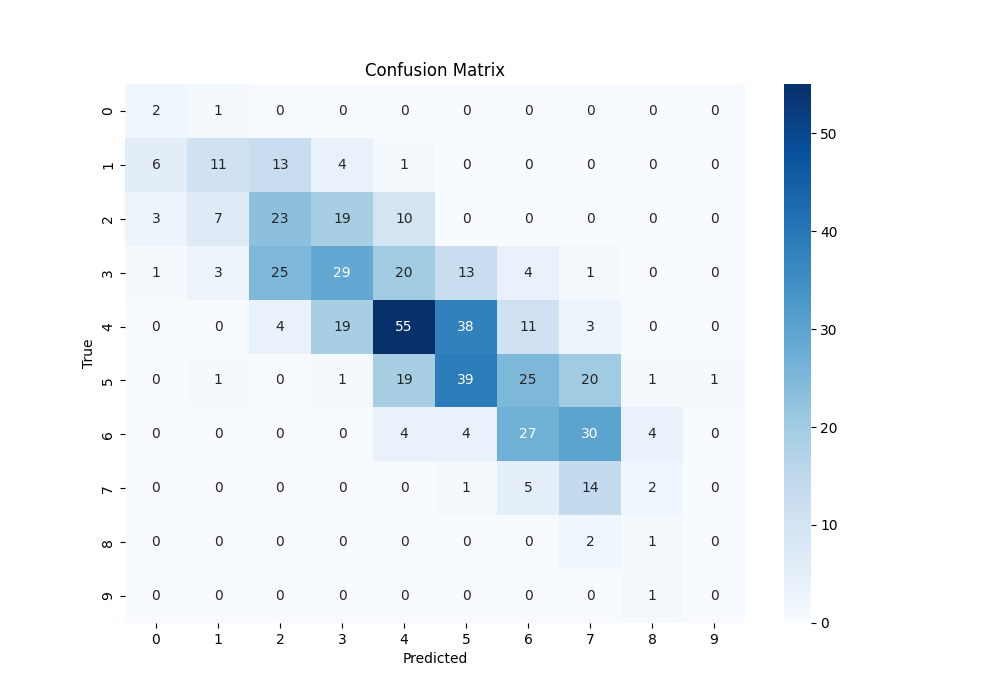 Confusion Matrix
0 2 1 0 0 0 0 0 0 0 0
1 6 11 13 4 1 0 0 0 0 0
2 3 7 23 19 10 0 0 0 0 0
3 1 3 25 29 20 13 4 1 0 0
4 0 0 4 19 55 38 11 3 0 0
5 0 1 0 1 19 39 25 20 1 1
6 0 0 0 0 4 4 27 30 4 0
7 0 0 0 0 0 1 5 14 2 0
8 0 0 0 0 0 0 0 2 1 0
9 0 0 0 0 0 0 0 0 1 0
0 1 2 3 4 5 6 7 8 9
Predicted
True
50
40
30
20
10
0